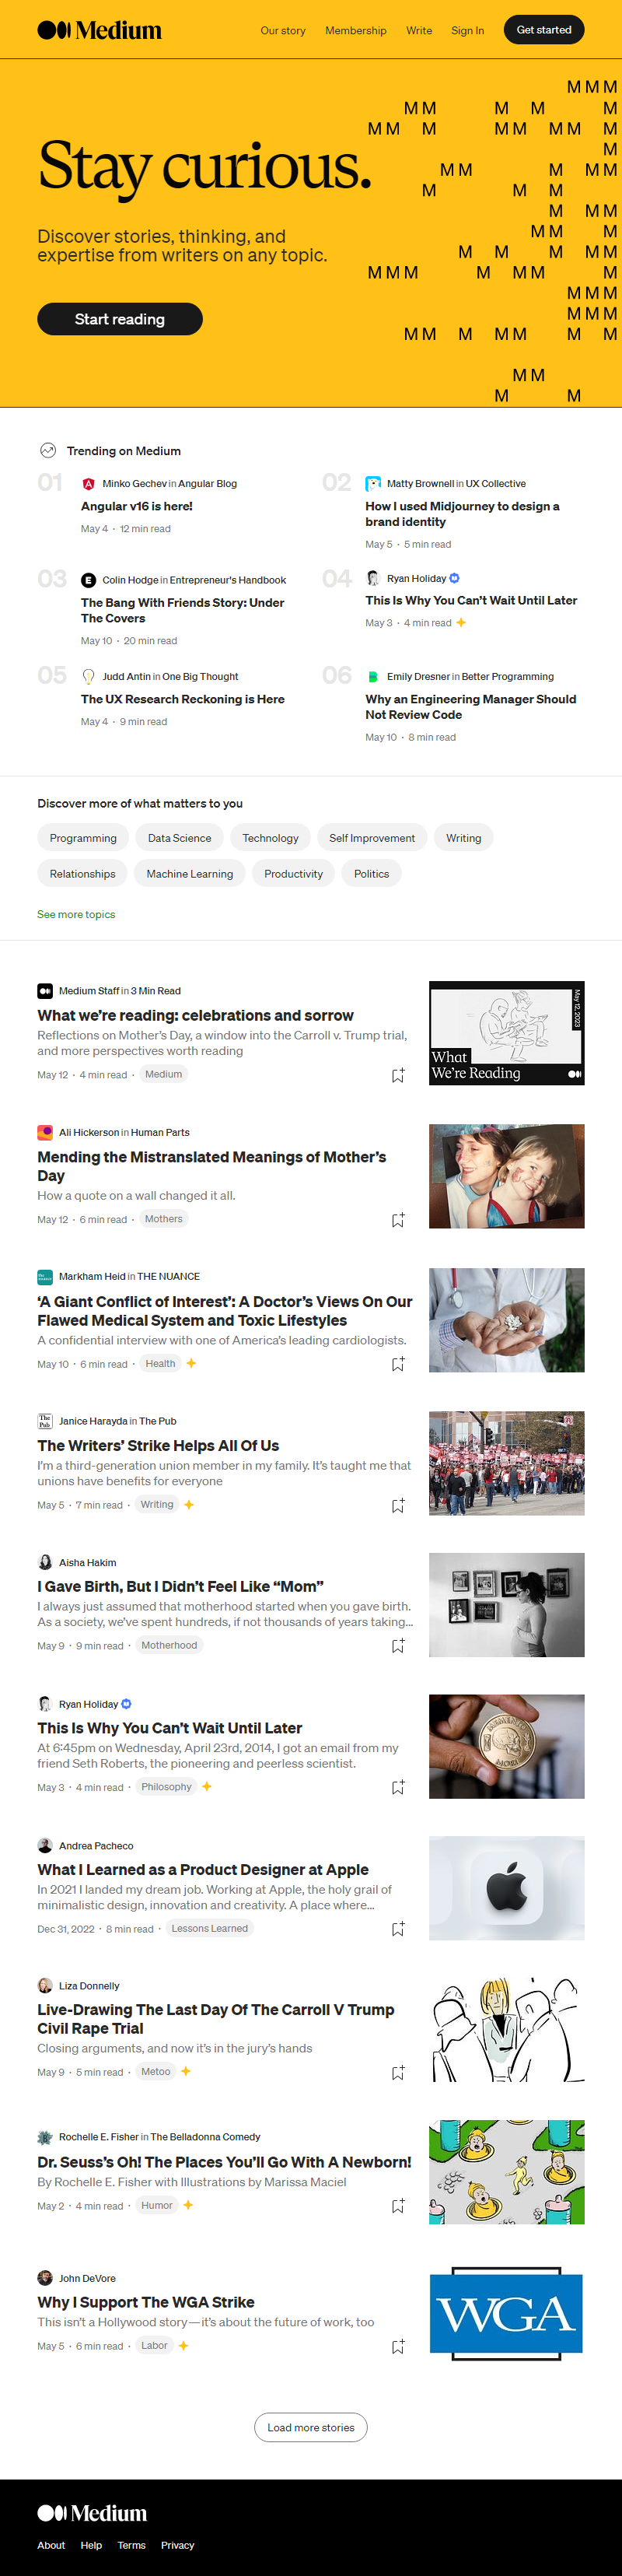 Medium
Our story Membership Write Sign In Get started
M M M
M M M M M
M M M M M M M M
M
M M M M M
M M M
M M M
M M M
M M M M M
M M M M M M M
M M M
M M M
M M M M M M M
M M
M M
Stay curious.
Discover stories, thinking, and
expertise from writers on any topic.
Start reading
Trending on Medium
01
Minko Gechev in Angular Blog
Angular v16 is here!
May 4 · 12 min read
02
Matty Brownell in UX Collective
How I used Midjourney to design a
brand identity
May 5 · 5 min read
03
Colin Hodge in Entrepreneur's Handbook
The Bang With Friends Story: Under
The Covers
May 10 · 20 min read
04
Ryan Holiday
This Is Why You Can't Wait Until Later
May 3 · 4 min read
05
Judd Antin in One Big Thought
The UX Research Reckoning is Here
May 4 · 9 min read
06
Emily Dresner in Better Programming
Why an Engineering Manager Should
Not Review Code
May 10 · 8 min read
Discover more of what matters to you
Programming Data Science Technology Self Improvement Writing
Relationships Machine Learning Productivity Politics
See more topics
Medium Staff in 3 Min Read
What we're reading: celebrations and sorrow
Reflections on Mother's Day, a window into the Carroll v. Trump trial,
and more perspectives worth reading
May 12 · 4 min read · Medium
May 12, 2023
What
We're Reading
Ali Hickerson in Human Parts
Mending the Mistranslated Meanings of Mother's
Day
How a quote on a wall changed it all.
May 12 · 6 min read · Mothers
Markham Heid in THE NUANCE
'A Giant Conflict of Interest': A Doctor's Views On Our
Flawed Medical System and Toxic Lifestyles
A confidential interview with one of America's leading cardiologists.
May 10 · 6 min read · Health
The
Pub
Janice Harayda in The Pub
The Writers' Strike Helps All Of Us
I'm a third-generation union member in my family. It's taught me that
unions have benefits for everyone
May 5 · 7 min read · Writing
Aisha Hakim
I Gave Birth, But I Didn't Feel Like “Mom”
I always just assumed that motherhood started when you gave birth.
As a society, we've spent hundreds, if not thousands of years taking...
May 9 · 9 min read · Motherhood
Ryan Holiday
This Is Why You Can't Wait Until Later
At 6:45pm on Wednesday, April 23rd, 2014, I got an email from my
friend Seth Roberts, the pioneering and peerless scientist.
May 3 · 4 min read · Philosophy
MEMENTO
MORI
Andrea Pacheco
What I Learned as a Product Designer at Apple
In 2021 I landed my dream job. Working at Apple, the holy grail of
minimalistic design, innovation and creativity. A place where...
Dec 31, 2022 · 8 min read · Lessons Learned
Liza Donnelly
Live-Drawing The Last Day Of The Carroll V Trump
Civil Rape Trial
Closing arguments, and now it's in the jury's hands
May 9 · 5 min read · Metoo
Rochelle E. Fisher in The Belladonna Comedy
Dr. Seuss's Oh! The Places You'll Go With A Newborn!
By Rochelle E. Fisher with Illustrations by Marissa Maciel
May 2 · 4 min read · Humor
John DeVore
Why I Support The WGA Strike
This isn't a Hollywood story—it's about the future of work, too
May 5 · 6 min read · Labor
WGA
Load more stories
Medium
About Help Terms Privacy